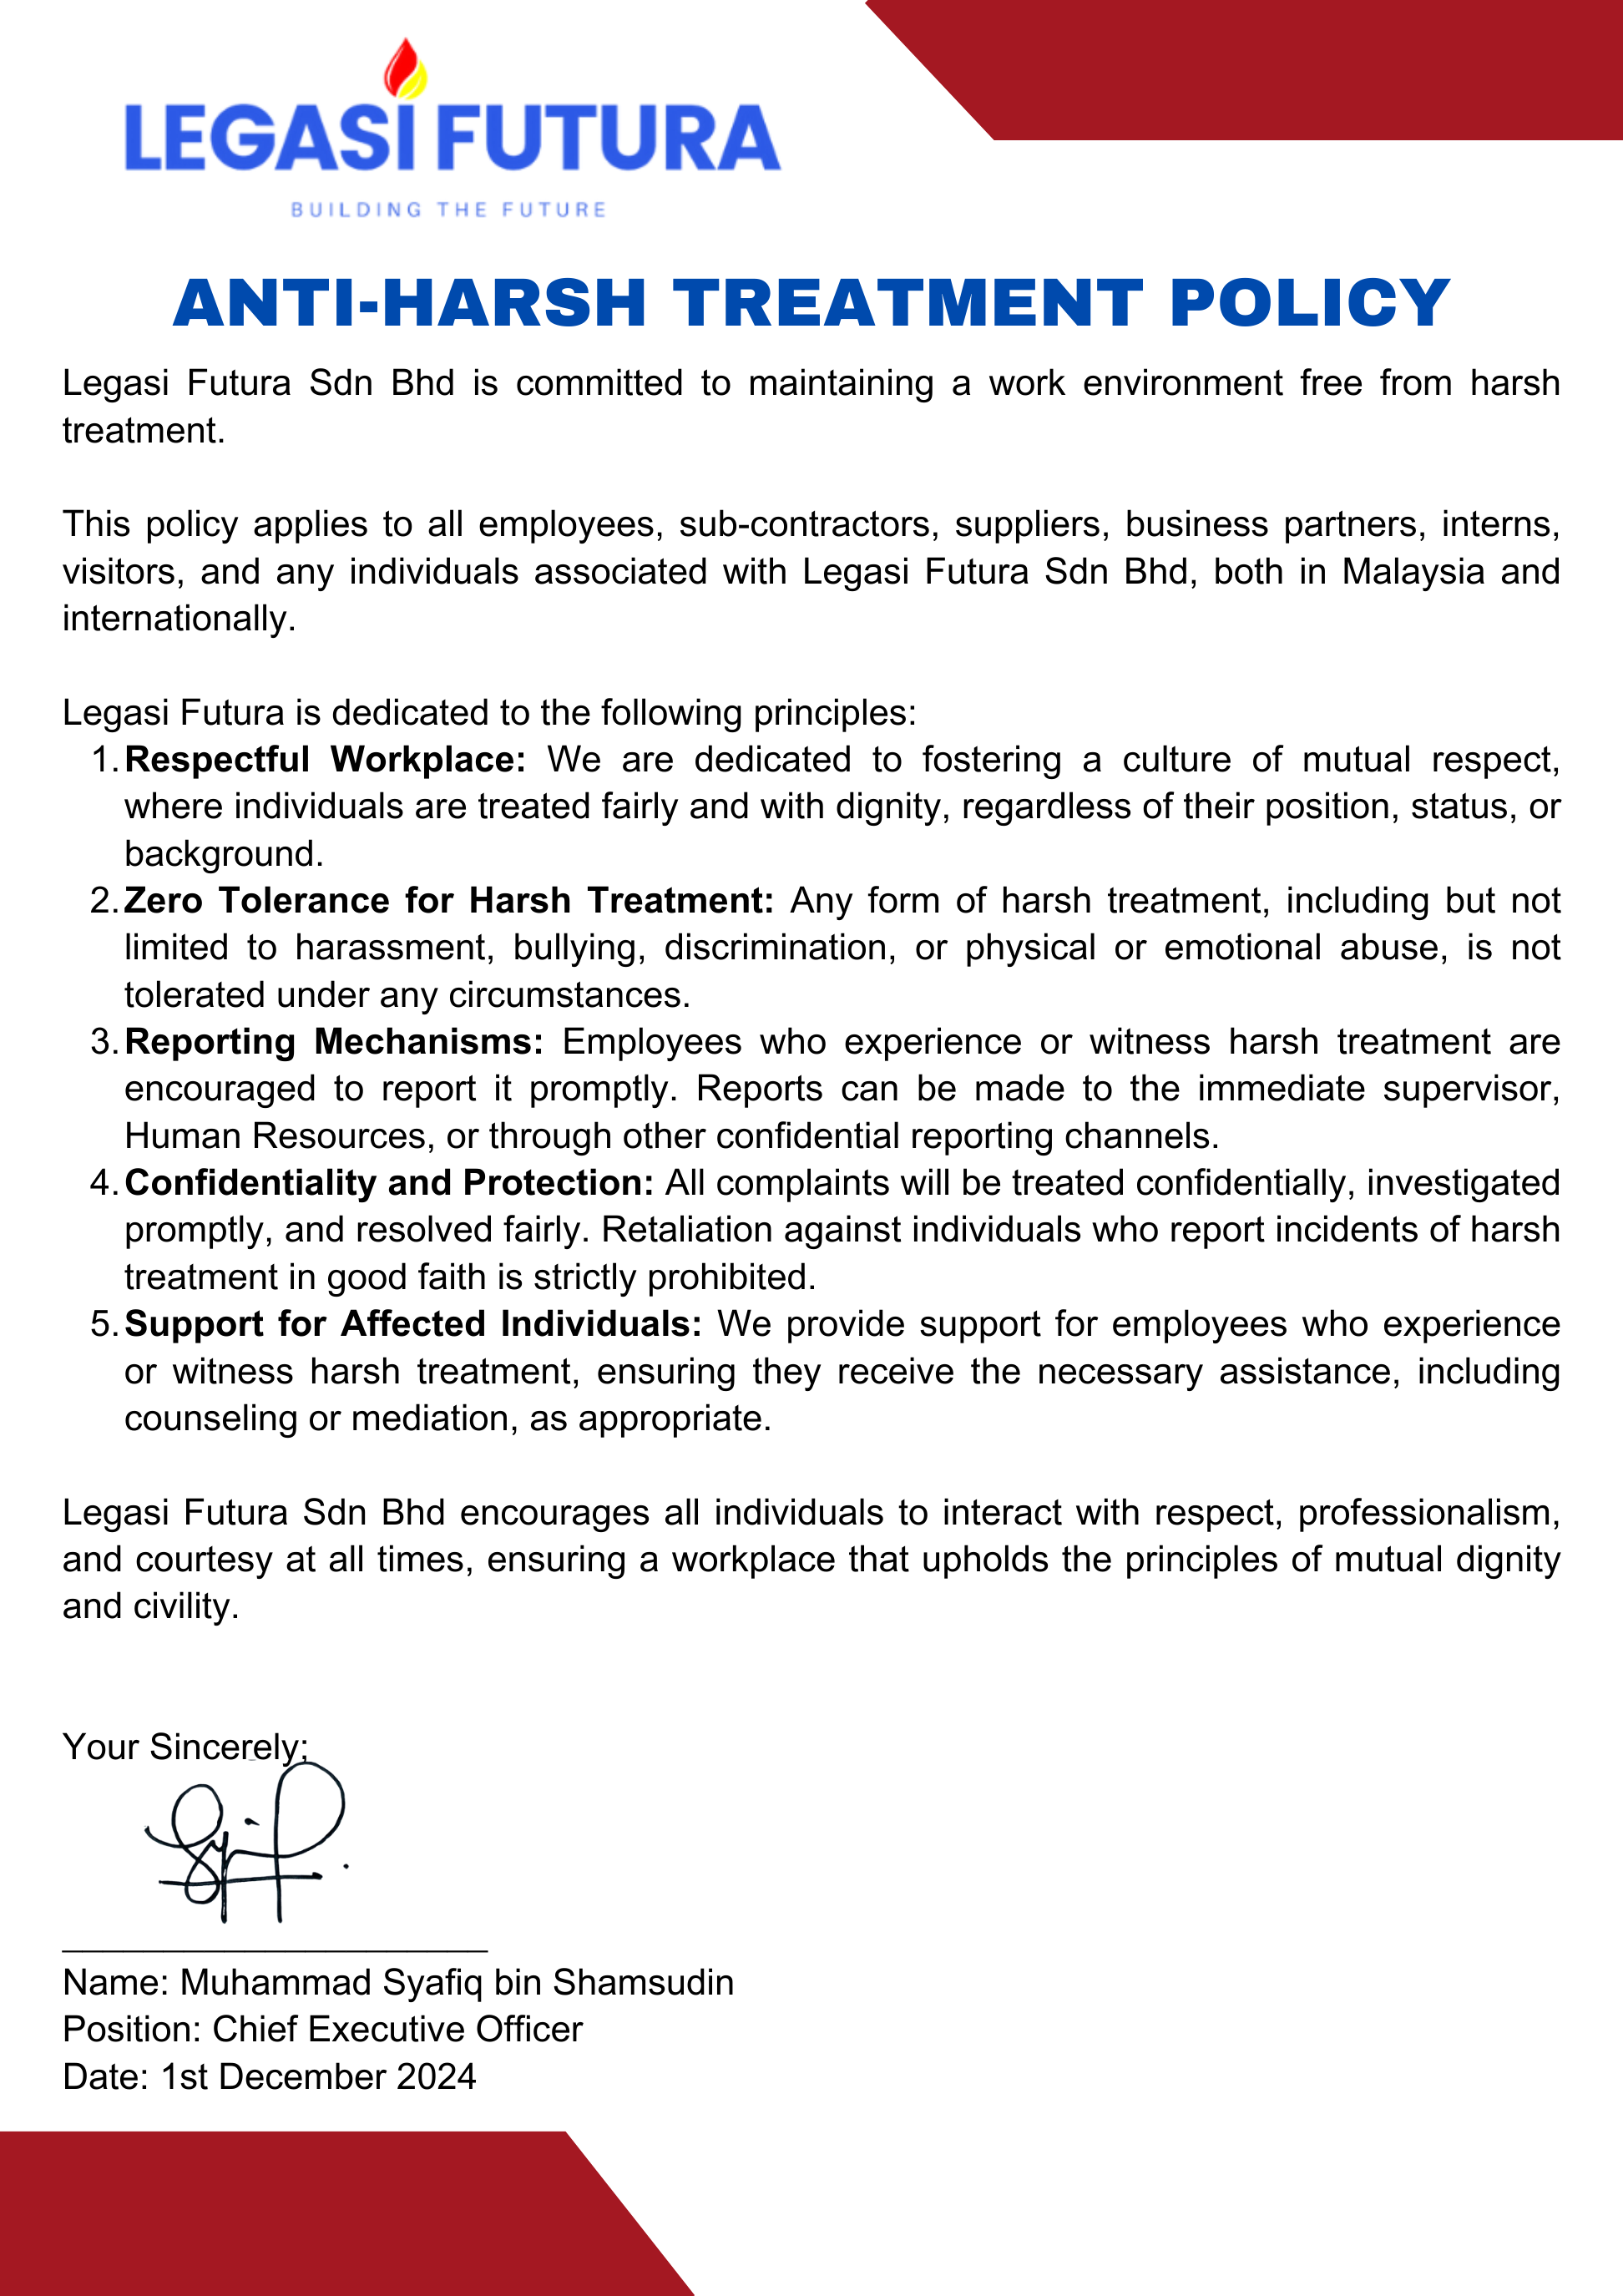 LEGASI FUTURA
BUILDING THE FUTURE
ANTI-HARSH TREATMENT POLICY
Legasi Futura Sdn Bhd is committed to maintaining a work environment free from harsh
treatment.
This policy applies to all employees, sub-contractors, suppliers, business partners, interns,
visitors, and any individuals associated with Legasi Futura Sdn Bhd, both in Malaysia and
internationally.
Legasi Futura is dedicated to the following principles:
1. Respectful Workplace: We are dedicated to fostering a culture of mutual respect,
where individuals are treated fairly and with dignity, regardless of their position, status, or
background.
2. Zero Tolerance for Harsh Treatment: Any form of harsh treatment, including but not
limited to harassment, bullying, discrimination, or physical or emotional abuse, is not
tolerated under any circumstances.
3. Reporting Mechanisms: Employees who experience or witness harsh treatment are
encouraged to report it promptly. Reports can be made to the immediate supervisor,
Human Resources, or through other confidential reporting channels.
4. Confidentiality and Protection: All complaints will be treated confidentially, investigated
promptly, and resolved fairly. Retaliation against individuals who report incidents of harsh
treatment in good faith is strictly prohibited.
5. Support for Affected Individuals: We provide support for employees who experience
or witness harsh treatment, ensuring they receive the necessary assistance, including
counseling or mediation, as appropriate.
Legasi Futura Sdn Bhd encourages all individuals to interact with respect, professionalism,
and courtesy at all times, ensuring a workplace that upholds the principles of mutual dignity
and civility.
Your Sincerely;
Name: Muhammad Syafiq bin Shamsudin
Position: Chief Executive Officer
Date: 1st December 2024